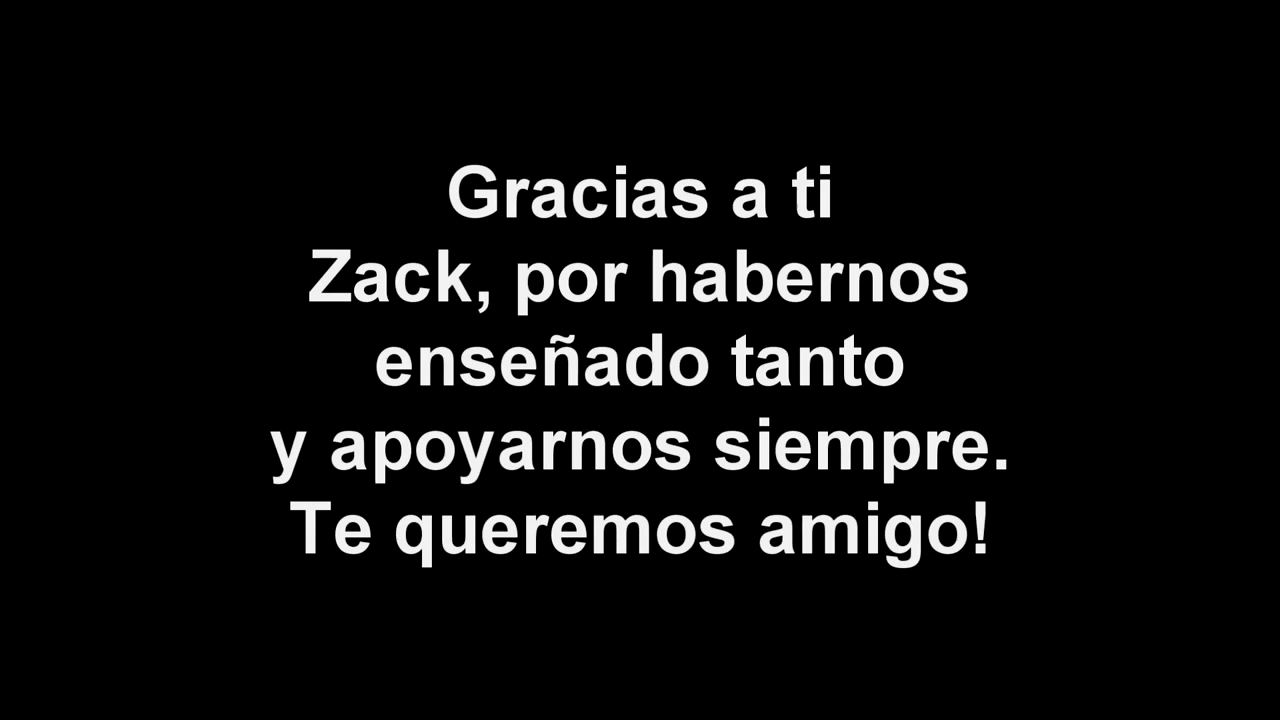 Gracias a ti
Zack, por habernos
enseñado tanto
y apoyarnos siempre.
Te queremos amigo!